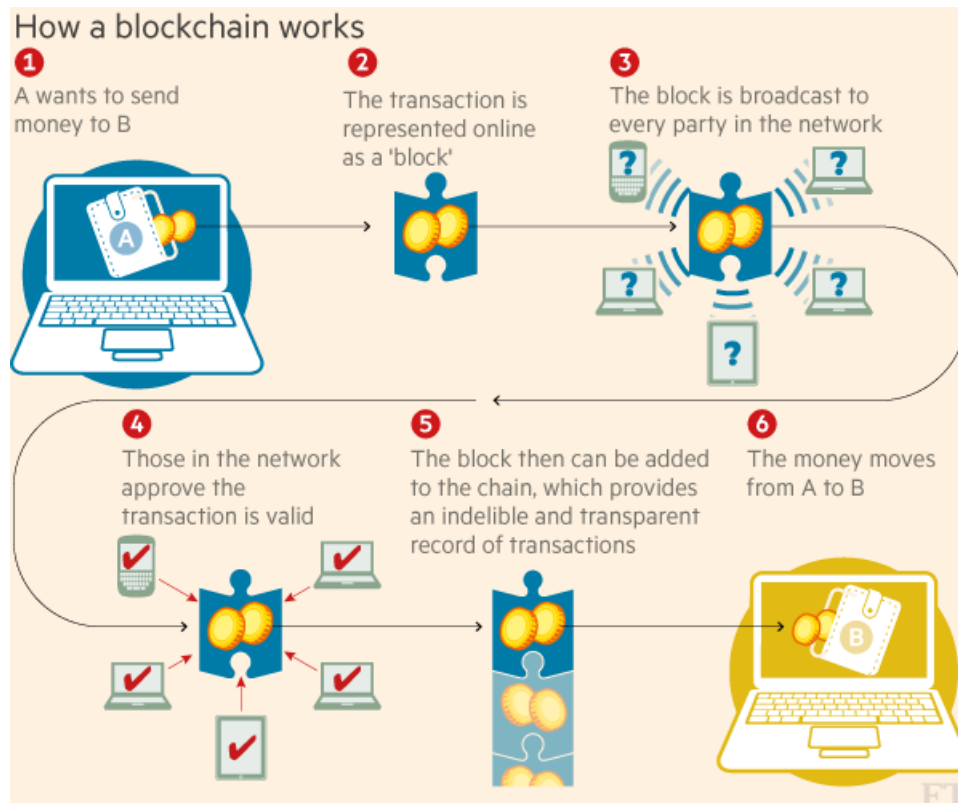 How a blockchain works
1
A wants to send
money to B
2
The transaction is
represented online
as a 'block'
3
The block is broadcast to
every party in the network
A
?
?
?
?
?
4
Those in the network
approve the
transaction is valid
5
The block then can be added
to the chain, which provides
an indelible and transparent
record of transactions
6
The money moves
from A to B
B
FT